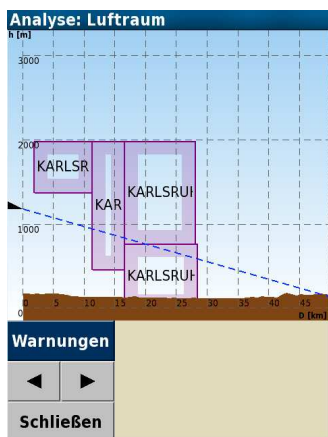 Analyse: Luftraum
h [m]
3000
2000
KARLSR
KAR
KARLSRUH
1000
KARLSRUH
0
0 5 10 15 20 25 30 35 40 45
D [km]
Warnungen
◄ ►
Schließen